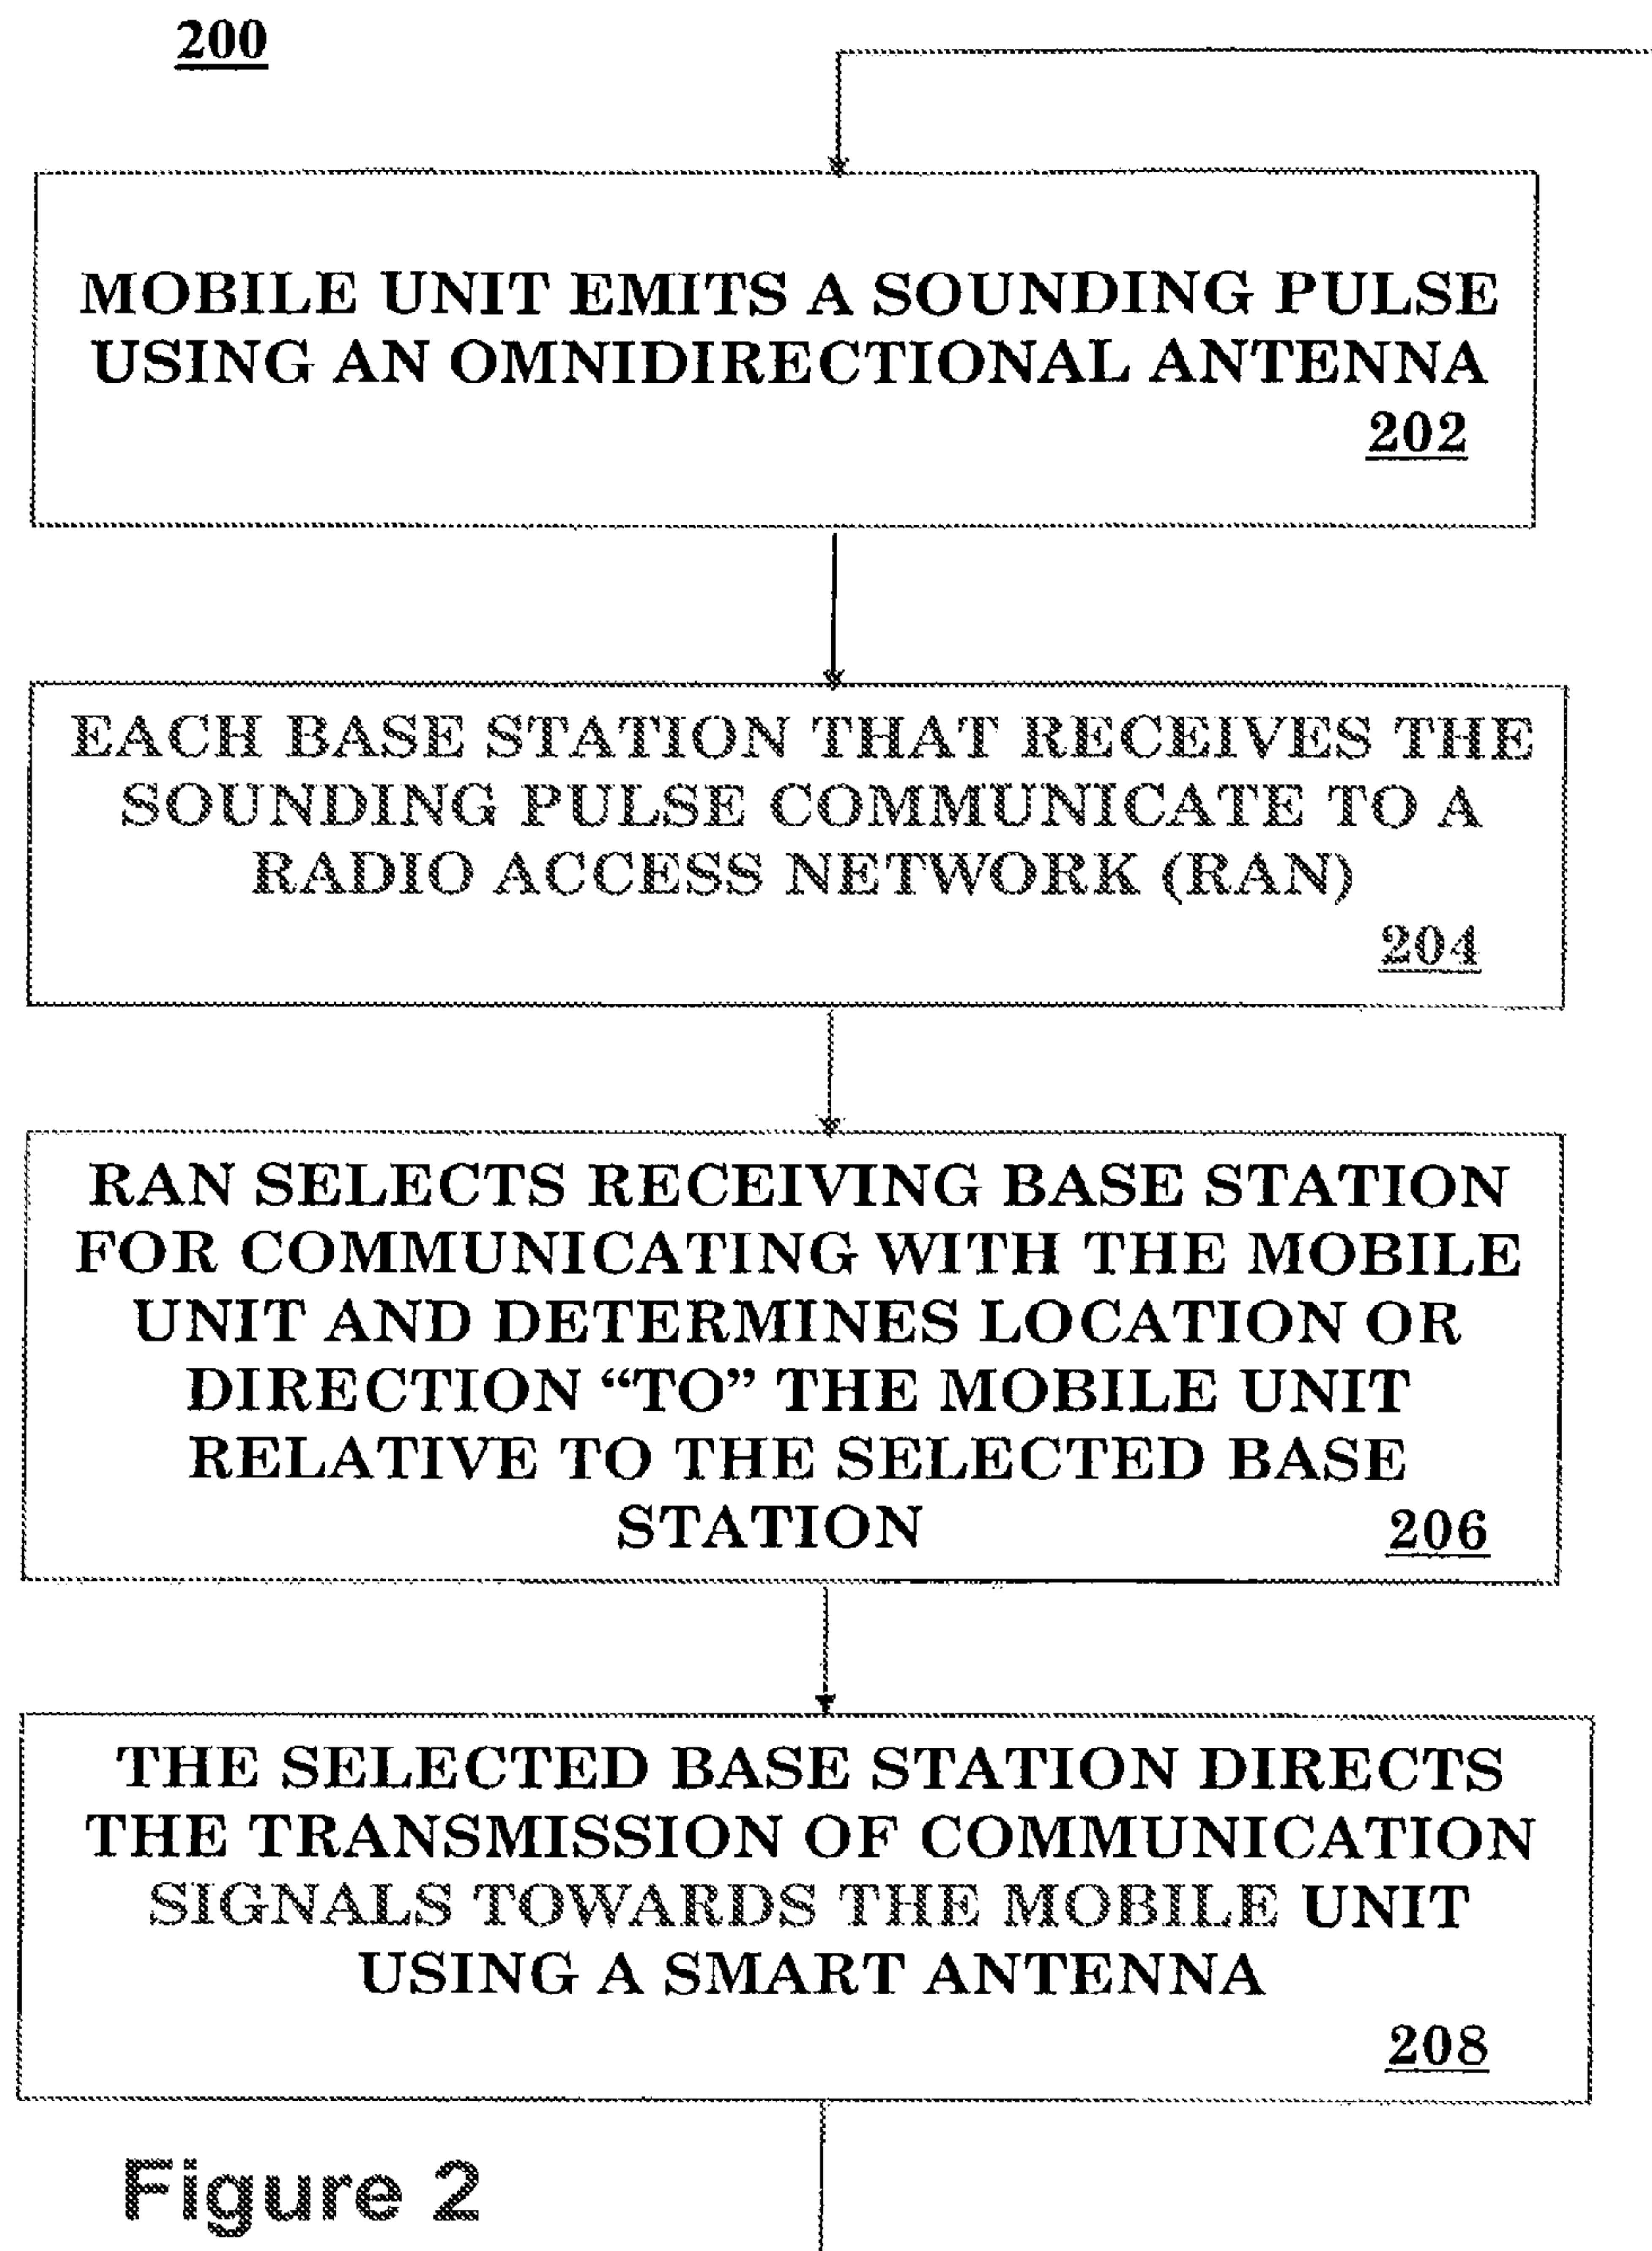 200
MOBILE UNIT EMITS A SOUNDING PULSE
USING AN OMNIDIRECTIONAL ANTENNA
202
EACH BASE STATION THAT RECEIVES THE
SOUNDING PULSE COMMUNICATE TO A
RADIO ACCESS NETWORK (RAN)
204
RAN SELECTS RECEIVING BASE STATION
FOR COMMUNICATING WITH THE MOBILE
UNIT AND DETERMINES LOCATION OR
DIRECTION “TO” THE MOBILE UNIT
RELATIVE TO THE SELECTED BASE
STATION 206
THE SELECTED BASE STATION DIRECTS
THE TRANSMISSION OF COMMUNICATION
SIGNALS TOWARDS THE MOBILE UNIT
USING A SMART ANTENNA
208
Figure 2